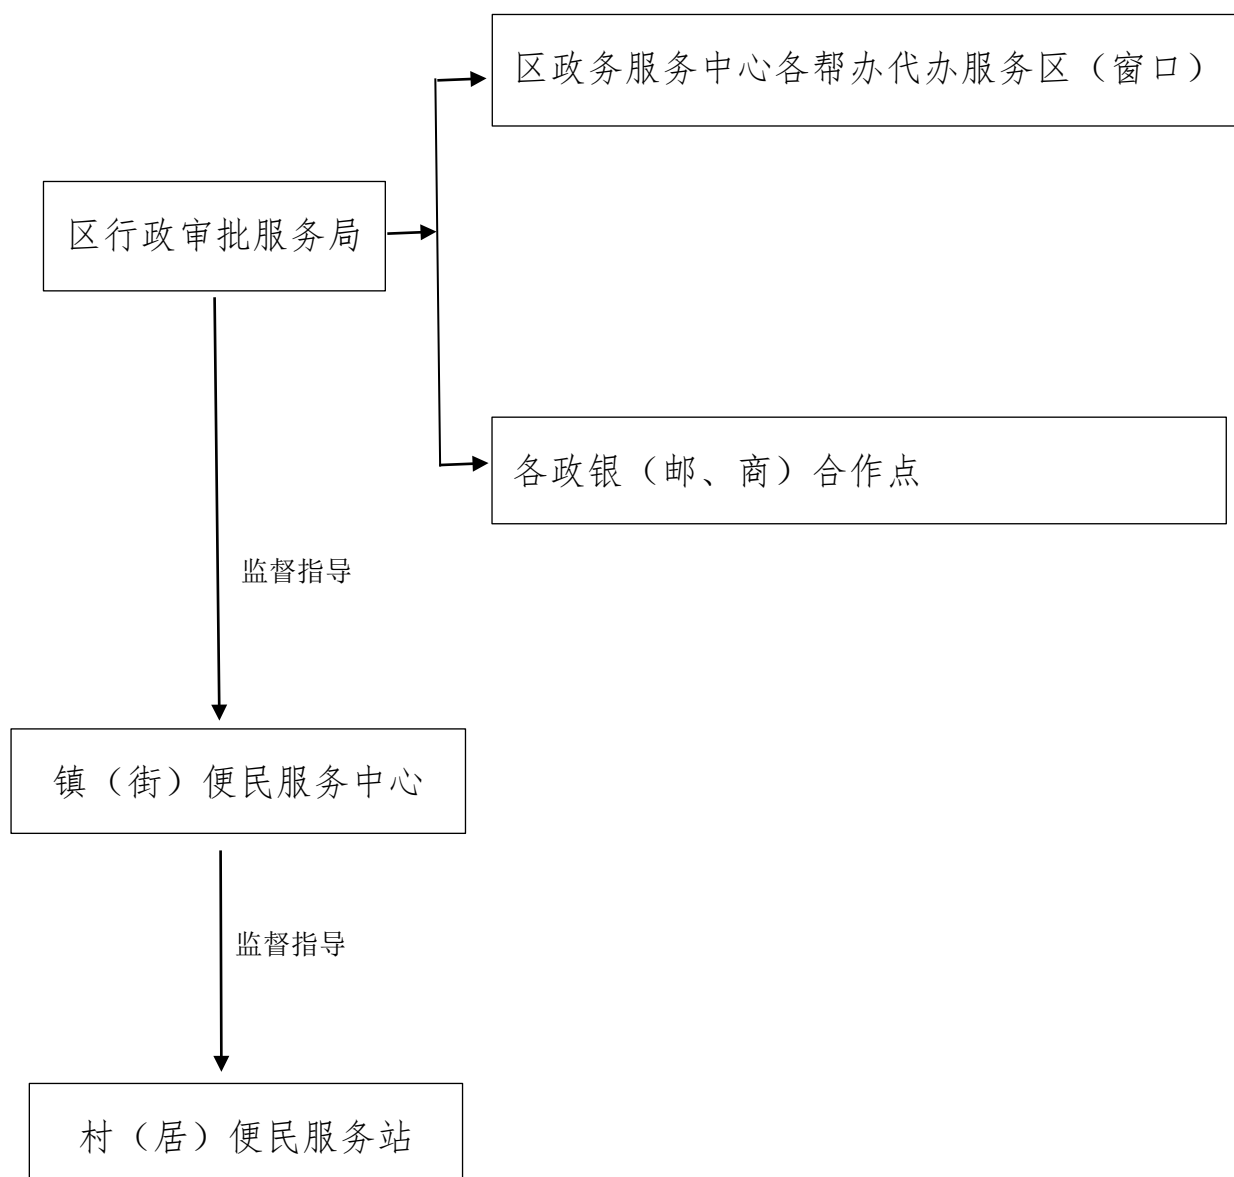 区政务服务中心各帮办代办服务区（窗口）
区行政审批服务局
各政银（邮、商）合作点
监督指导
镇（街）便民服务中心
监督指导
村（居）便民服务站